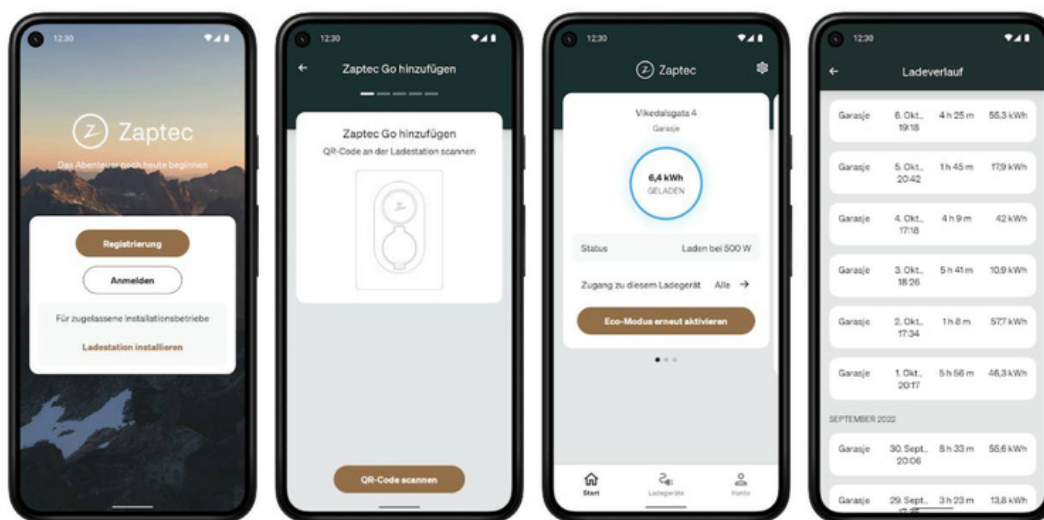 12:30
Zaptec
Das Abenteuer noch heute beginnen
Registrierung
Anmelden
Für zugelassene Installationsbetriebe
Ladestation installieren
12:30
Zaptec Go hinzufügen
Zaptec Go hinzufügen
QR-Code an der Ladestation scannen
QR-Code scannen
12:30
Zaptec
Vikedalsgata 4
Garasje
6,4 kWh
GELADEN
Status Laden bei 500 W
Zugang zu diesem Ladegerät Alle →
Eco-Modus erneut aktivieren
Start Ladegeräte Konto
12:30
Ladeverlauf
Garasje 6. Okt., 4 h 25 m 55,3 kWh
19:18
Garasje 5. Okt., 1 h 45 m 17,9 kWh
20:42
Garasje 4. Okt., 4 h 9 m 42 kWh
17:18
Garasje 3. Okt., 5 h 41 m 10,9 kWh
18:26
Garasje 2. Okt., 1 h 8 m 57,7 kWh
17:34
Garasje 1. Okt., 5 h 56 m 46,3 kWh
20:17
SEPTEMBER 2022
Garasje 30. Sept., 8 h 33 m 55,6 kWh
20:06
Garasje 29. Sept., 3 h 23 m 13,8 kWh